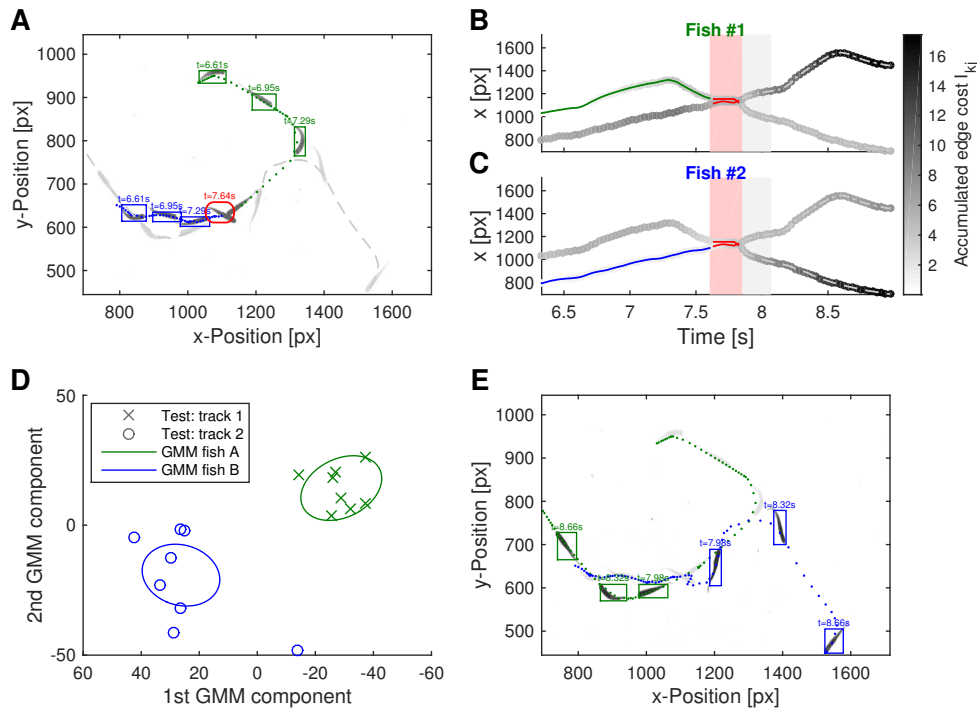 A
y-Position [px]
1000
900
800
700
600
500
t=6.61s
t=6.95s
t=7.29s
t=7.64s
t=6.61s
t=6.95s
t=7.29s
800
1000
1200
1400
1600
x-Position [px]
B
Fish #1
x [px]
1600
1400
1200
1000
800
C
Fish #2
x [px]
1600
1400
1200
1000
800
6.5
7
7.5
8
8.5
Time [s]
16
14
12
10
8
6
4
2
Accumulated edge cost I_kj
D
2nd GMM component
50
0
-50
Test: track 1
Test: track 2
GMM fish A
GMM fish B
60
40
20
0
-20
-40
-60
1st GMM component
E
y-Position [px]
1000
900
800
700
600
500
t=8.32s
t=7.98s
t=8.66s
t=8.32s
t=7.98s
t=8.66s
800
1000
1200
1400
1600
x-Position [px]